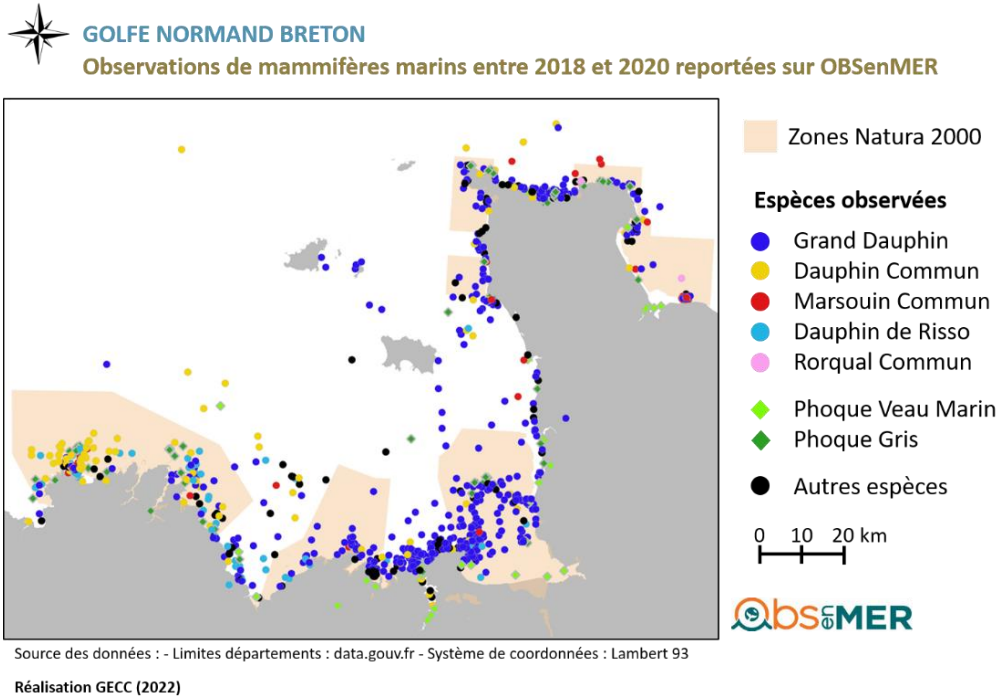 GOLFE NORMAND BRETON
Observations de mammifères marins entre 2018 et 2020 reportées sur OBSenMER
Zones Natura 2000
Espèces observées
Grand Dauphin
Dauphin Commun
Marsouin Commun
Dauphin de Risso
Rorqual Commun
Phoque Veau Marin
Phoque Gris
Autres espèces
0 10 20 km
Obs en MER
Source des données : - Limites départements : data.gouv.fr - Système de coordonnées : Lambert 93
Réalisation GECC (2022)